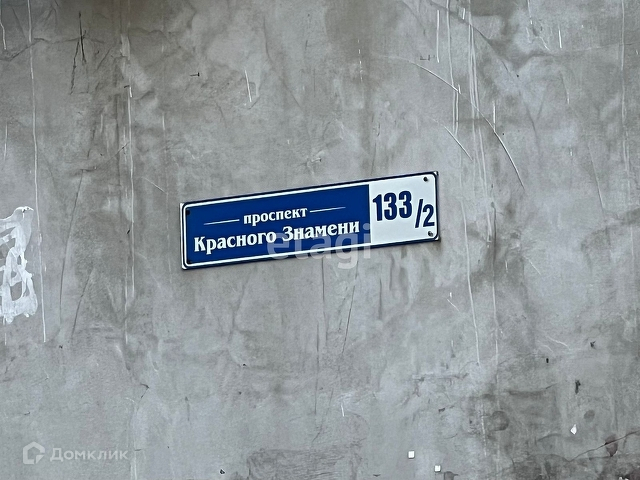 проспект
Красного Знамени
133/2
etagi
Домклик